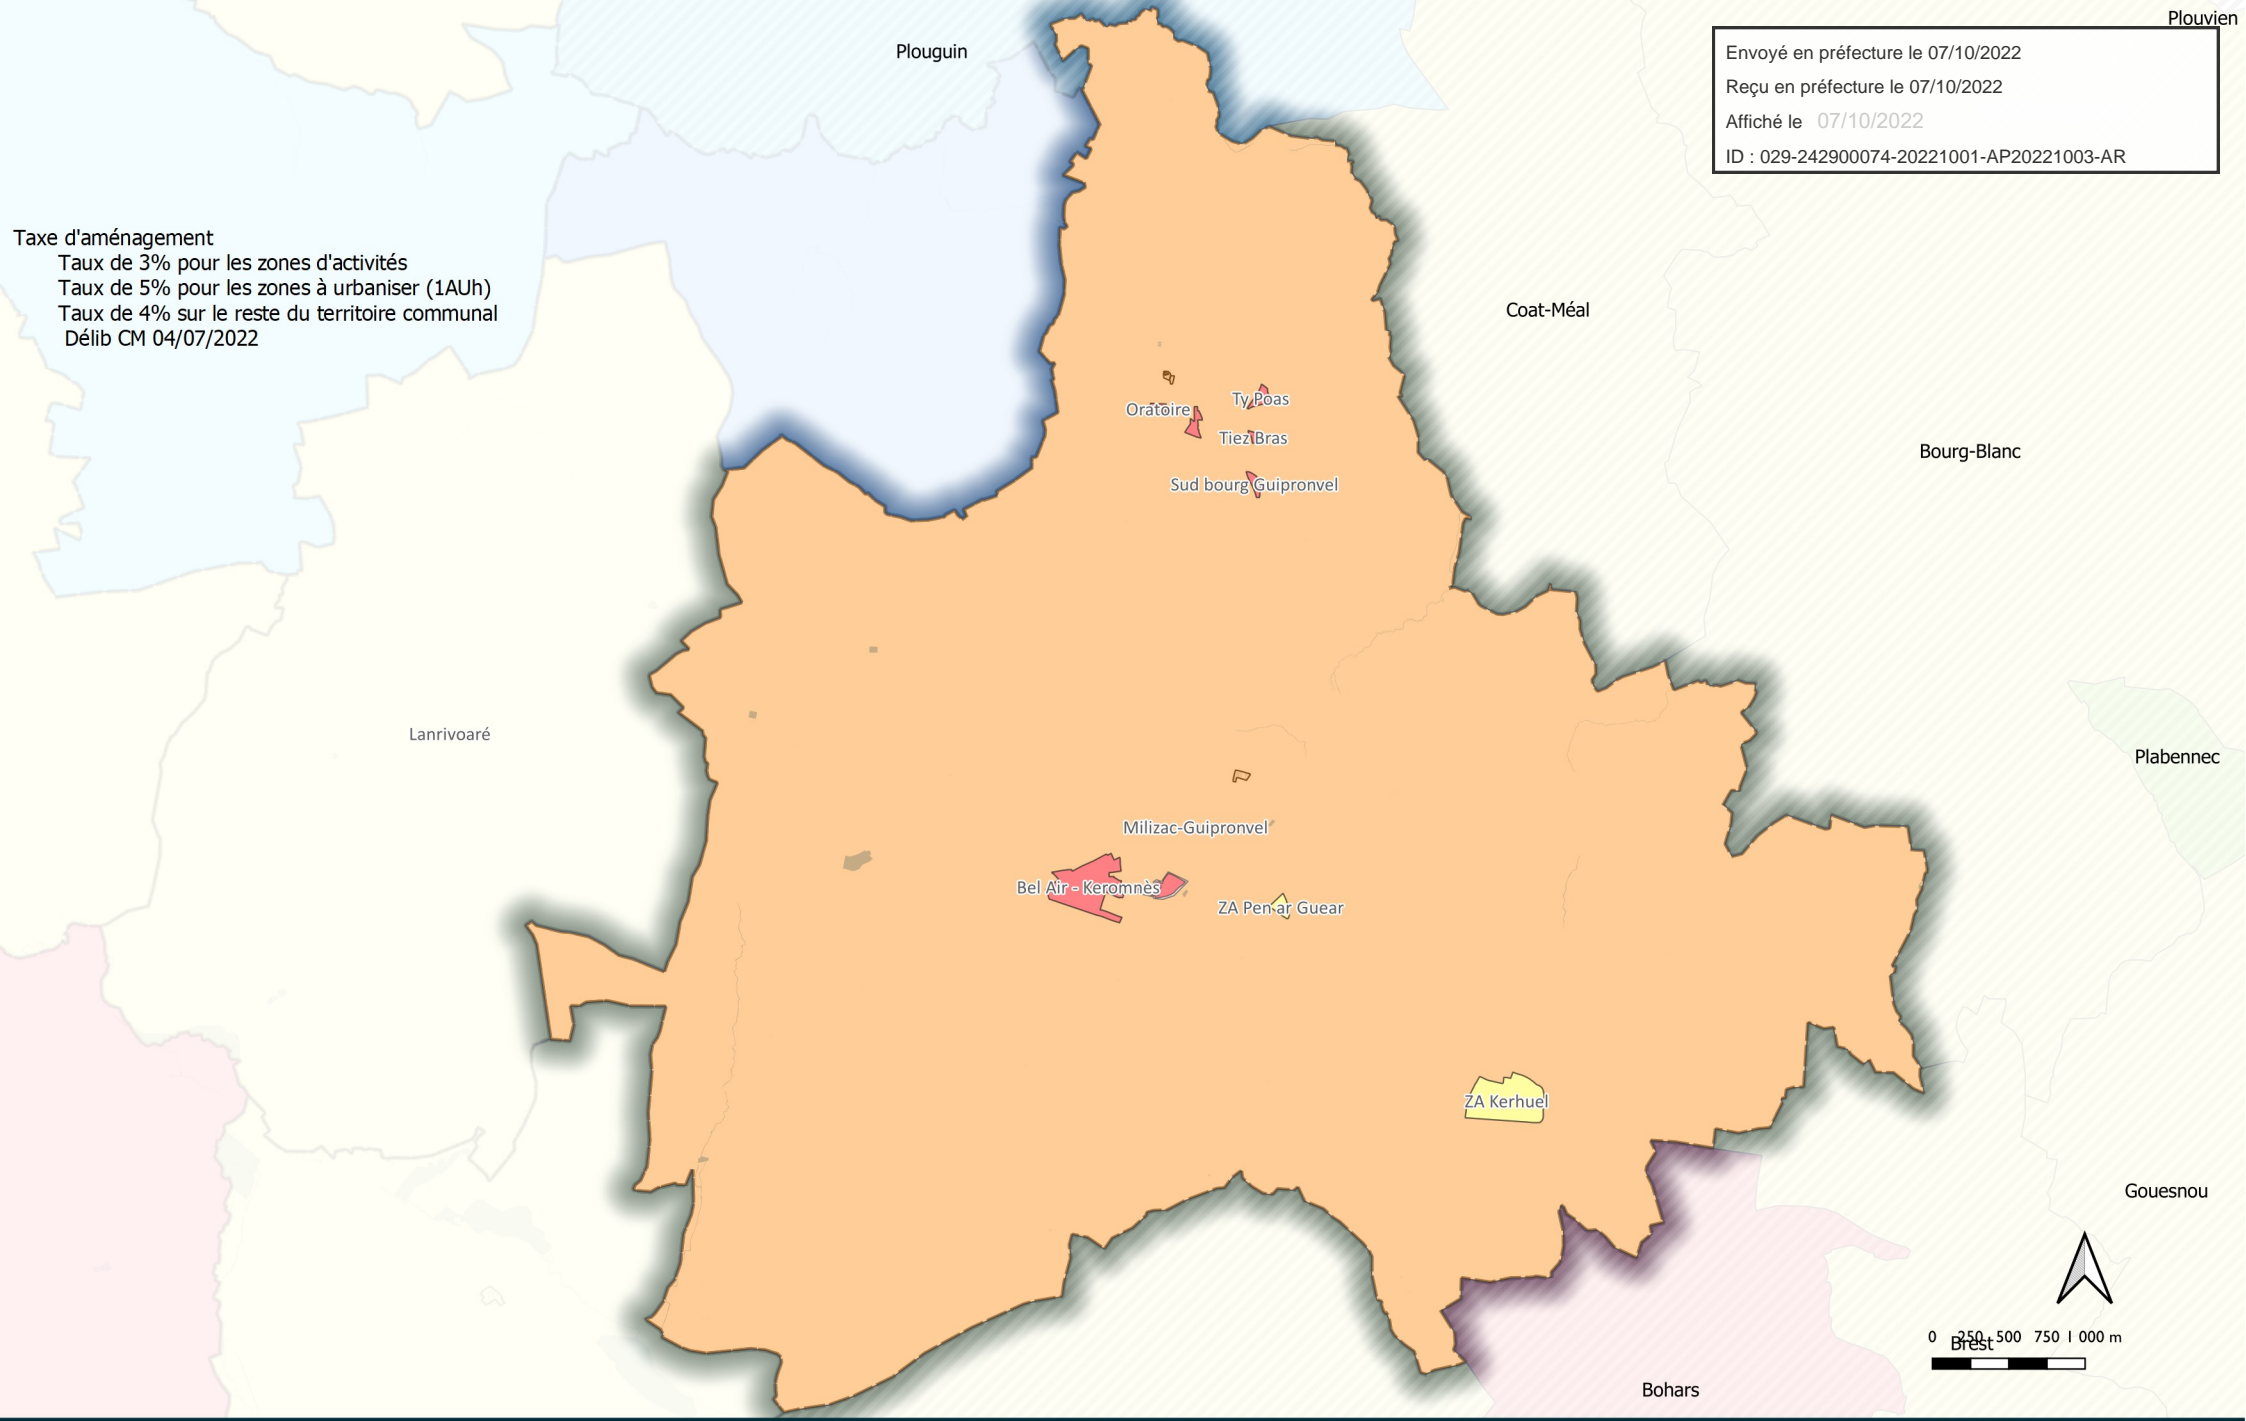 Plouvien
Envoyé en préfecture le 07/10/2022
Reçu en préfecture le 07/10/2022
Affiché le 07/10/2022
ID : 029-242900074-20221001-AP20221003-AR
Plouguin
Taxe d'aménagement
Taux de 3% pour les zones d'activités
Taux de 5% pour les zones à urbaniser (1AUh)
Taux de 4% sur le reste du territoire communal
Délib CM 04/07/2022
Coat-Méal
Ty Poas
Oratoire
Tiez Bras
Bourg-Blanc
Sud bourg Guipronvel
Lanrivoaré
Plabennec
Milizac-Guipronvel
Bel Air - Keromnès
ZA Pen ar Guear
ZA Kerhuel
Gouesnou
0 250 500 750 1 000 m
Brest
Bohars